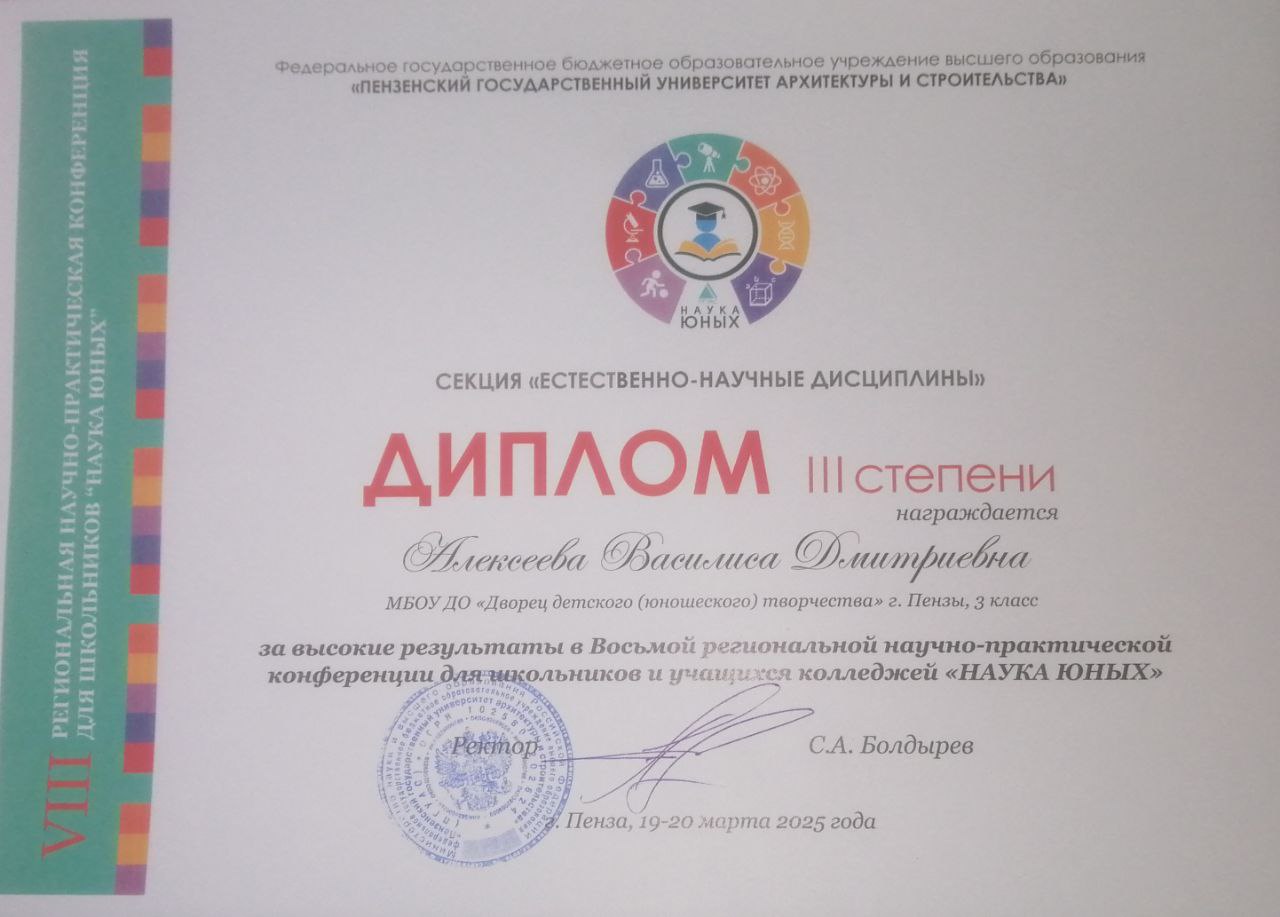 Федеральное государственное бюджетное образовательное учреждение высшего образования
«ПЕНЗЕНСКИЙ ГОСУДАРСТВЕННЫЙ УНИВЕРСИТЕТ АРХИТЕКТУРЫ И СТРОИТЕЛЬСТВА»
НАУКА
ЮНЫХ
СЕКЦИЯ «ЕСТЕСТВЕННО-НАУЧНЫЕ ДИСЦИПЛИНЫ»
ДИПЛОМ III степени
награждается
Алексеева Василиса Дмитриевна
МБОУ ДО «Дворец детского (юношеского) творчества» г. Пензы, 3 класс
за высокие результаты в Восьмой региональной научно-практической
конференции для школьников и учащихся колледжей «НАУКА ЮНЫХ»
Ректор С.А. Болдырев
г. Пенза, 19-20 марта 2025 года
VIII РЕГИОНАЛЬНАЯ НАУЧНО-ПРАКТИЧЕСКАЯ КОНФЕРЕНЦИЯ
ДЛЯ ШКОЛЬНИКОВ “НАУКА ЮНЫХ”